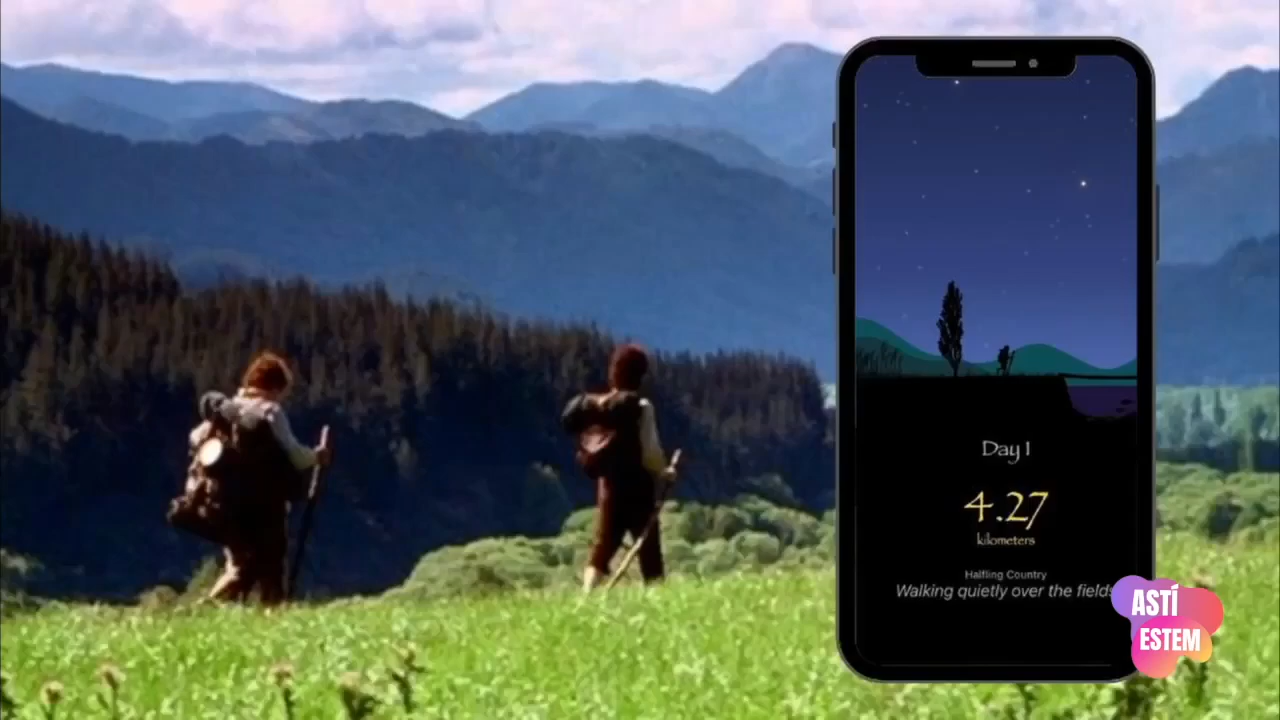 Day 1
4.27
kilometers
Halfling Country
Walking quietly over the fields
ASTÍ
ESTEM